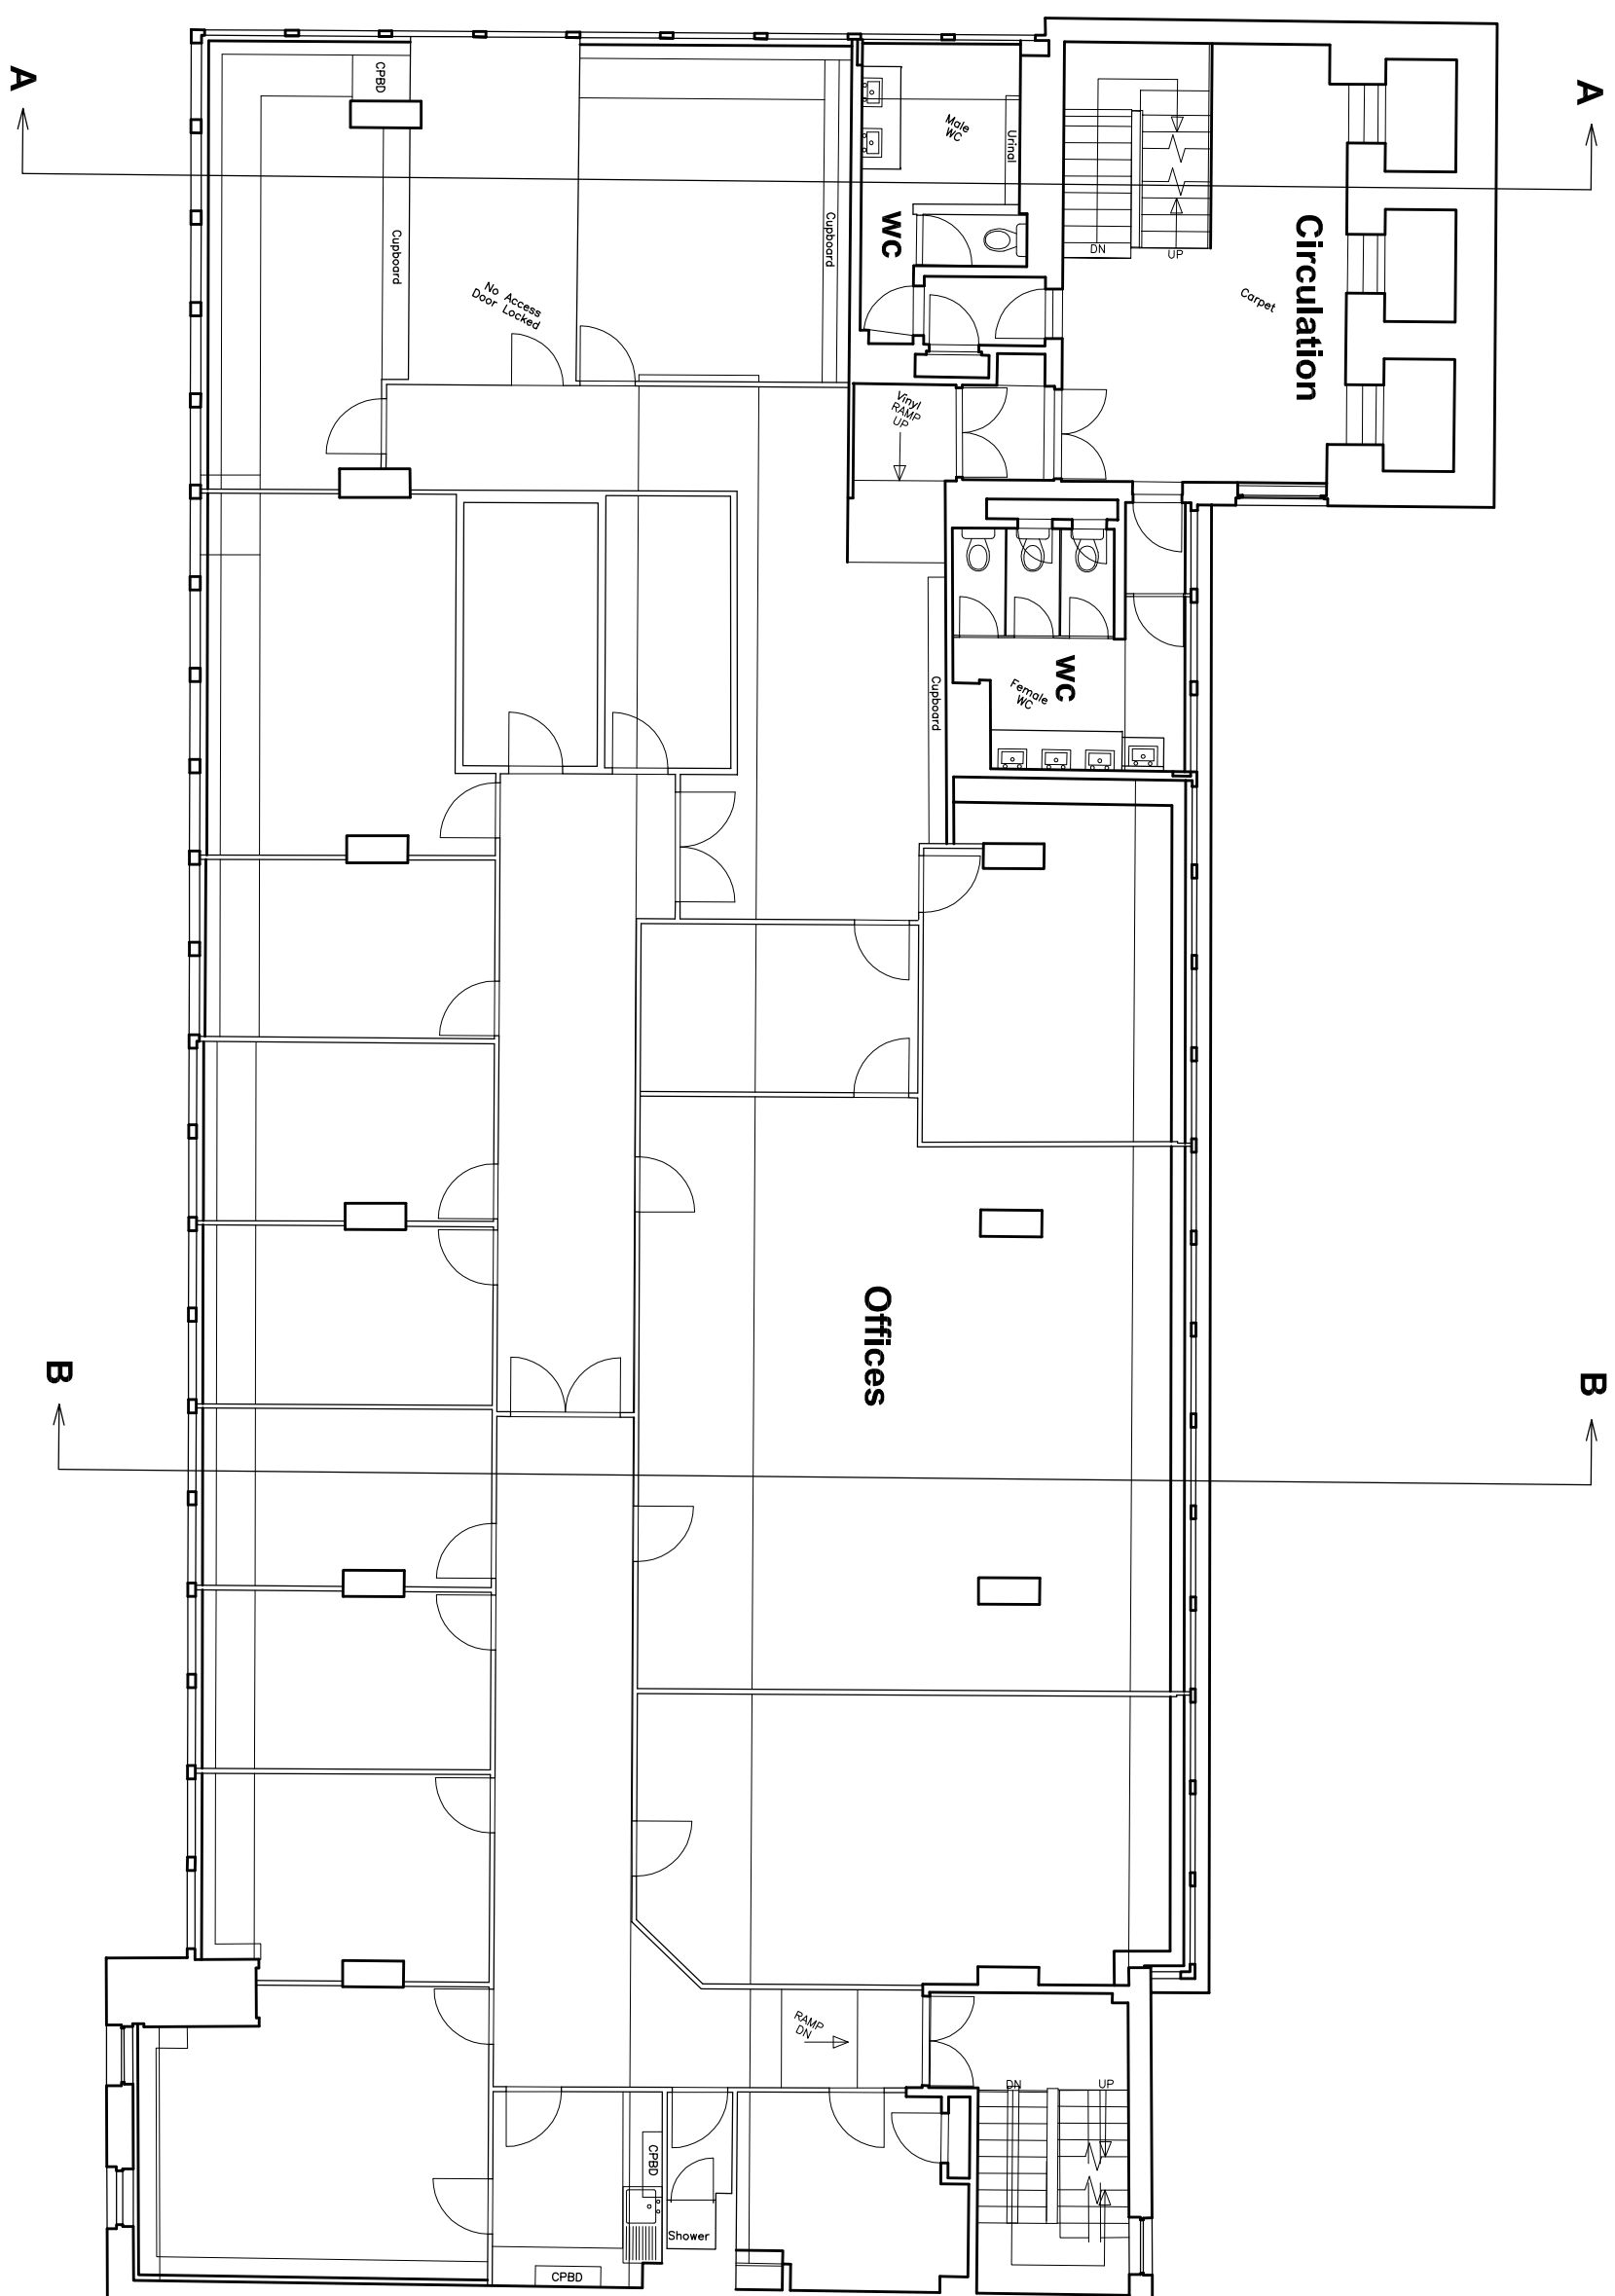 A
A
CPBD
Male
WC
Urinal
Cupboard
Cupboard
WC
DN
UP
Circulation
Carpet
No Access
Door Locked
Vinyl
RAMP
UP
WC
Female
WC
Cupboard
Offices
B
B
RAMP
DN
DN
UP
CPBD
Shower
CPBD